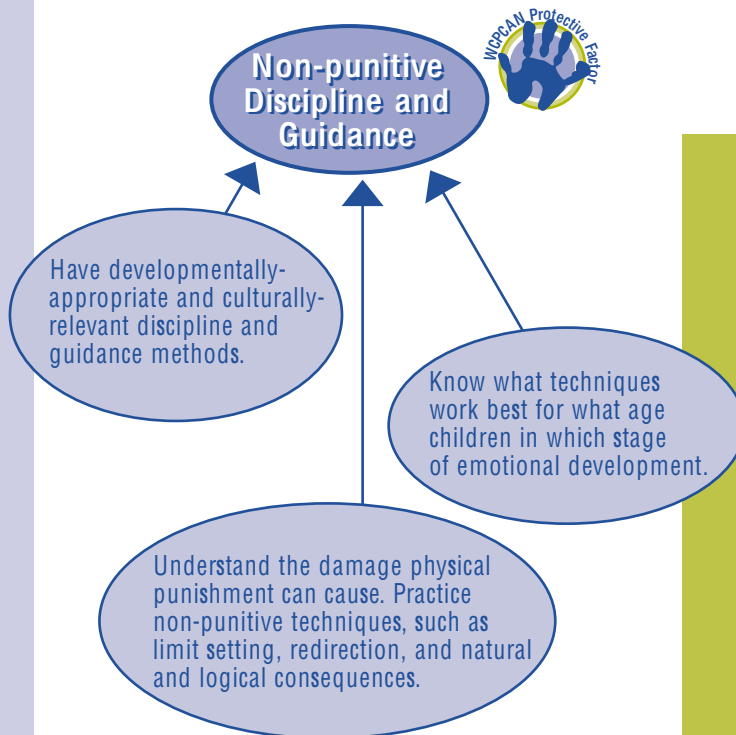 WCPCAN Protective Factor
Non-punitive
Discipline and
Guidance
Have developmentally-
appropriate and culturally-
relevant discipline and
guidance methods.
Know what techniques
work best for what age
children in which stage
of emotional development.
Understand the damage physical
punishment can cause. Practice
non-punitive techniques, such as
limit setting, redirection, and natural
and logical consequences.